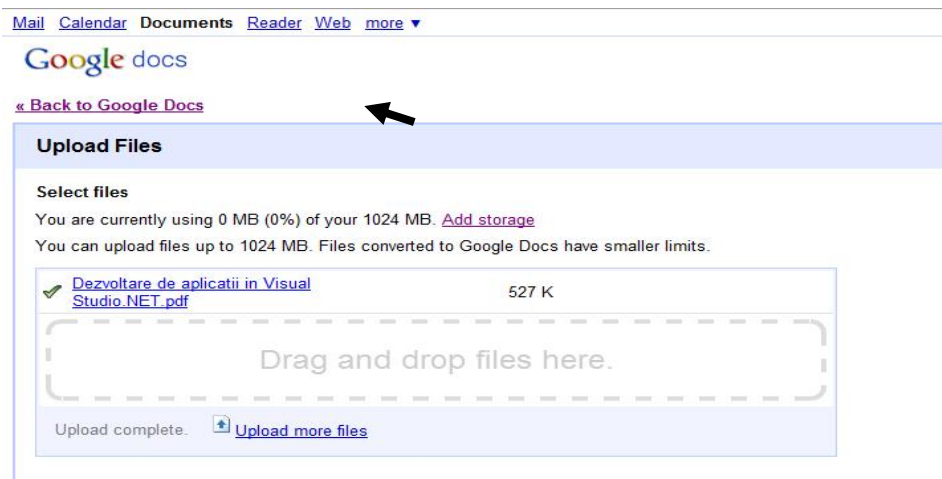 Mail Calendar Documents Reader Web more ▼
Google docs
« Back to Google Docs
Upload Files
Select files
You are currently using 0 MB (0%) of your 1024 MB. Add storage
You can upload files up to 1024 MB. Files converted to Google Docs have smaller limits.
Dezvoltare de aplicatii in Visual
Studio.NET.pdf
527 K
Drag and drop files here.
Upload complete. Upload more files